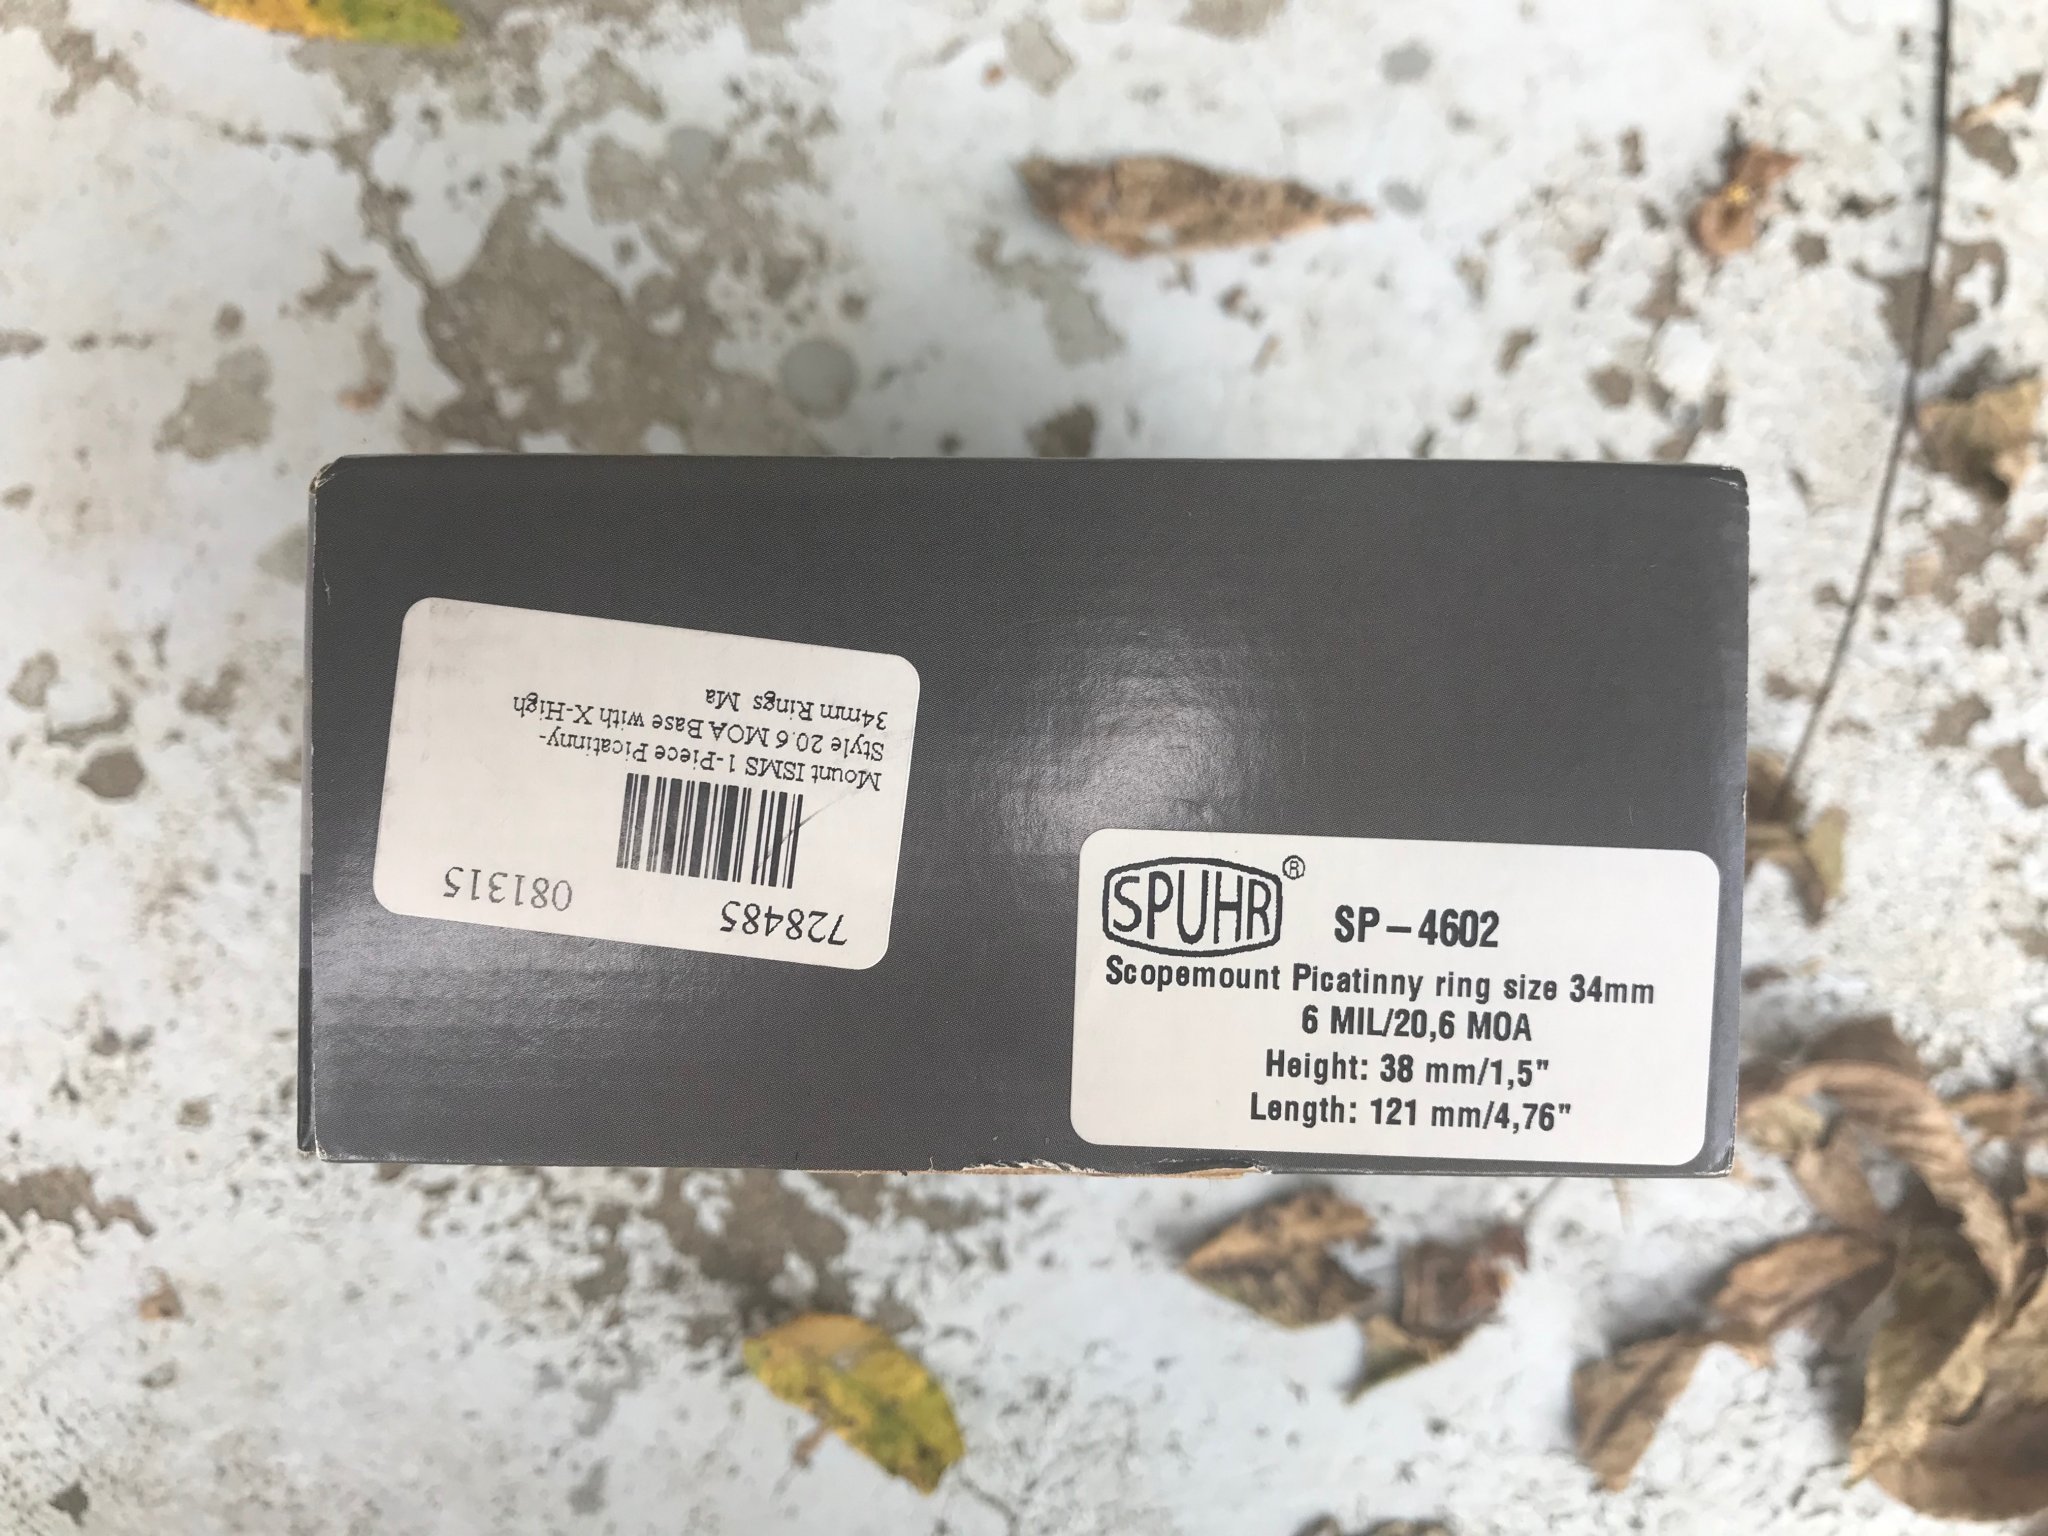 728485
081315
Mount ISMS 1-Piece Picatinny-
Style 20.6 MOA Base with X-High
34mm Rings Ma
SPUHR®
SP-4602
Scopemount Picatinny ring size 34mm
6 MIL/20,6 MOA
Height: 38 mm/1,5"
Length: 121 mm/4,76"